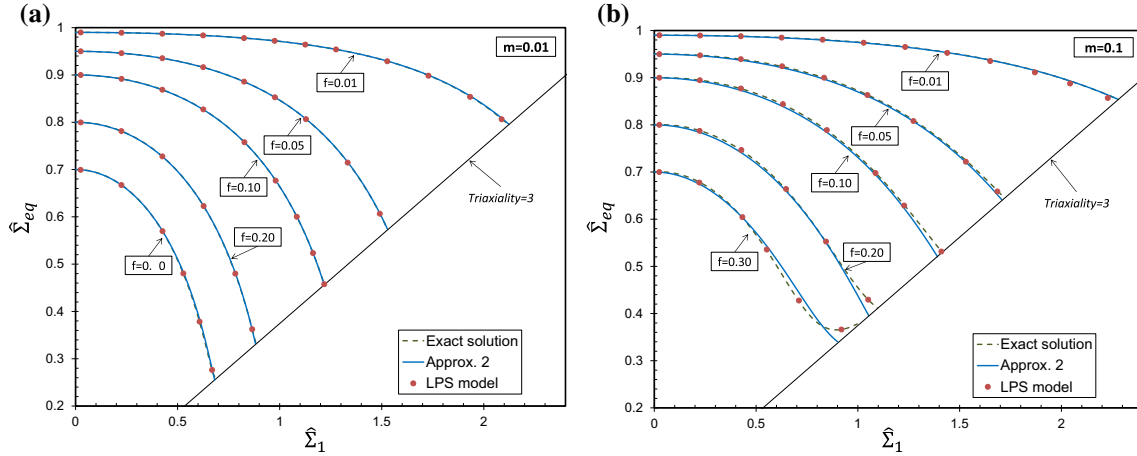 (a)
m=0.01
1
0.9
0.8
0.7
0.6
0.5
0.4
0.3
0.2
0
0.5
1
1.5
2
Σ̂eq
Σ̂1
f=0.01
f=0.05
f=0.10
f=0.20
f=0. 0
Triaxiality=3
Exact solution
Approx. 2
LPS model
(b)
m=0.1
1
0.9
0.8
0.7
0.6
0.5
0.4
0.3
0.2
0
0.5
1
1.5
2
Σ̂eq
Σ̂1
f=0.01
f=0.05
f=0.10
f=0.20
f=0.30
Triaxiality=3
Exact solution
Approx. 2
LPS model